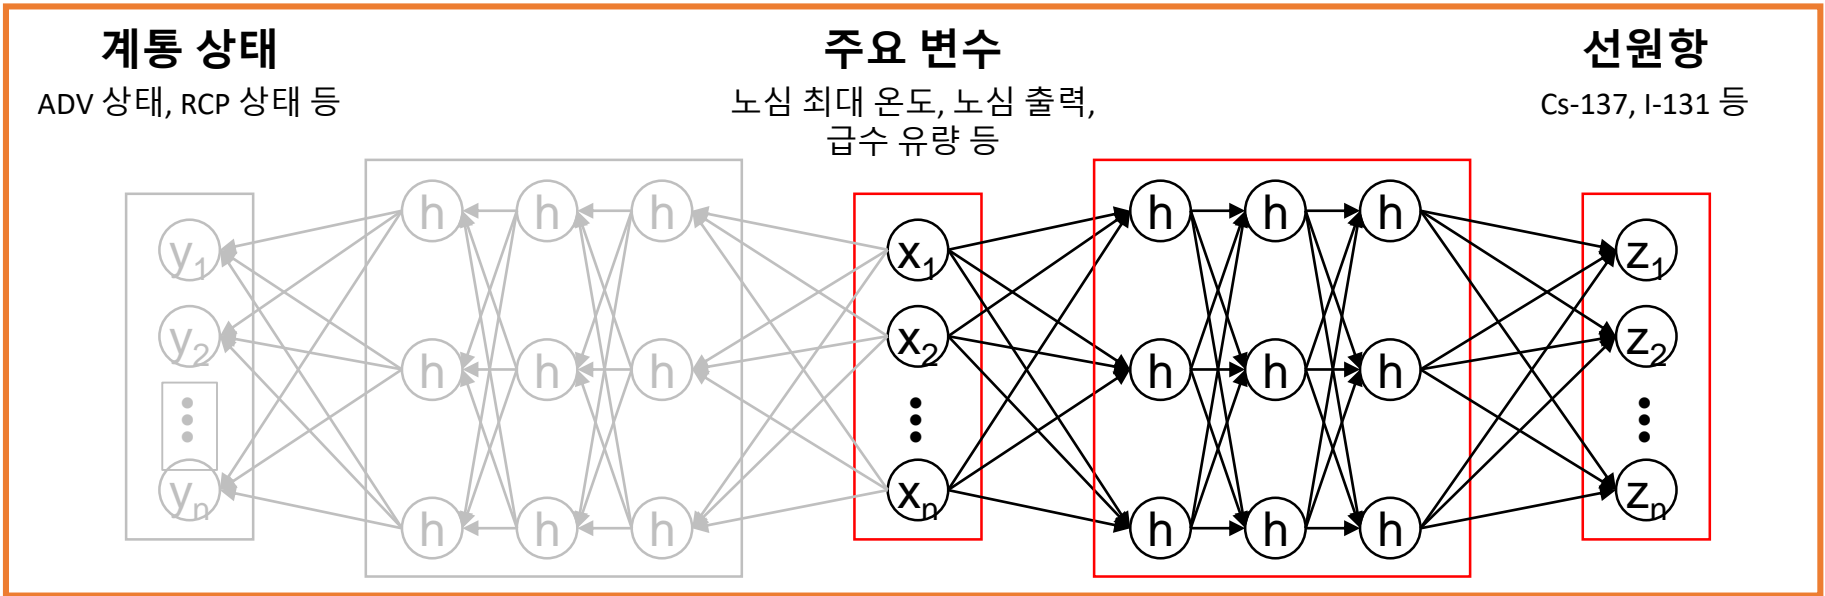 계통 상태
ADV 상태, RCP 상태 등
주요 변수
노심 최대 온도, 노심 출력,
급수 유량 등
선원항
Cs-137, I-131 등
h h h h h h
y1 x1 z1
y2 x2 z2
h h h h h h
⋮ ⋮ ⋮
yn xn zn
h h h h h h